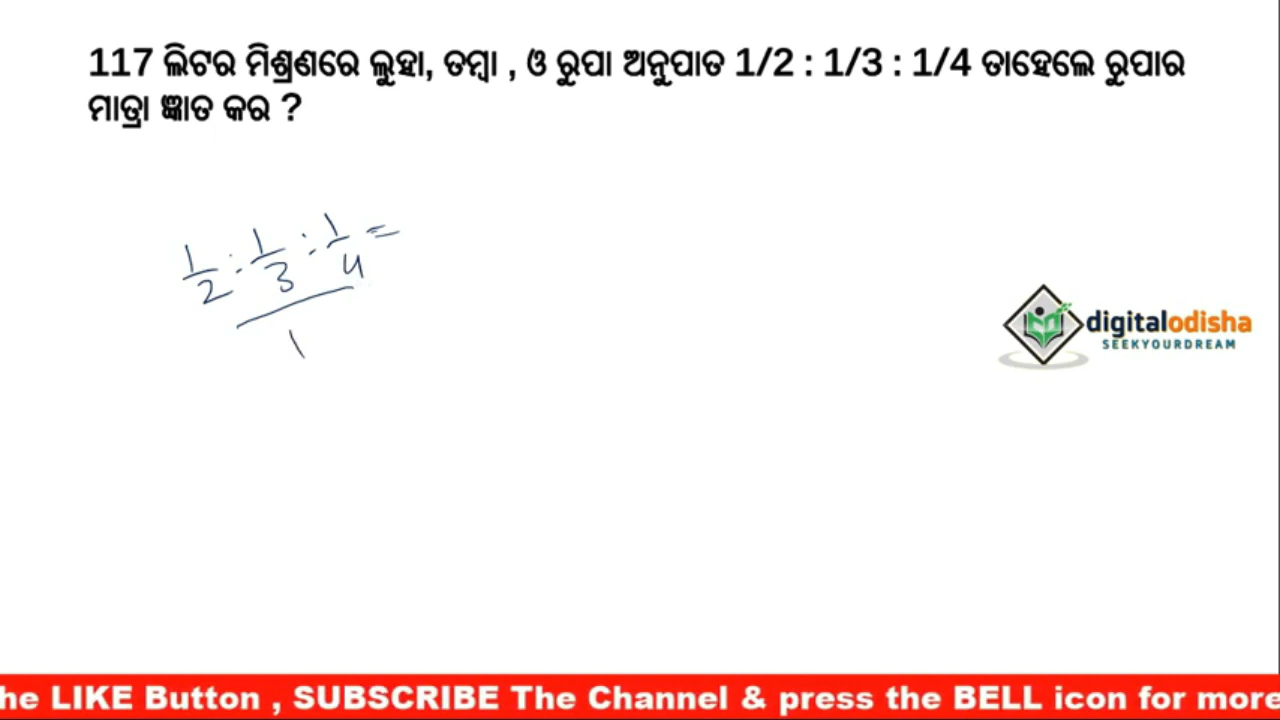 117 ଲିଟର ମିଶ୍ରଣରେ ଲୁହା, ତମ୍ବା , ଓ ରୁପା ଅନୁପାତ 1/2 : 1/3 : 1/4 ତାହେଲେ ରୁପାର
ମାତ୍ରା ଜ୍ଞାତ କର ?
1/2 : 1/3 : 1/4 =
1
digitalodisha
SEEKYOURDREAM
he LIKE Button , SUBSCRIBE The Channel & press the BELL icon for more